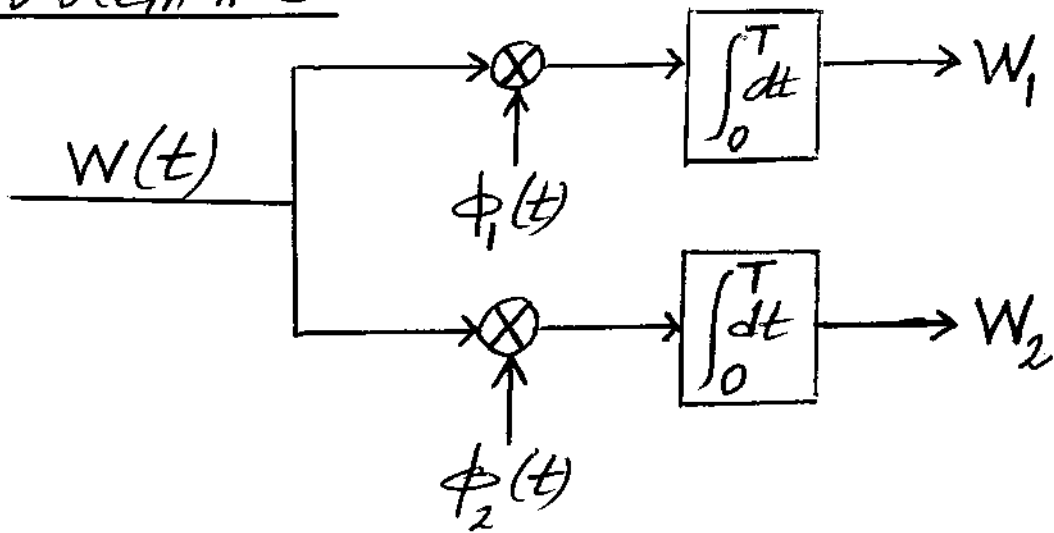 ∫₀ᵀ dt
W₁
W(t)
ϕ₁(t)
∫₀ᵀ dt
W₂
ϕ₂(t)